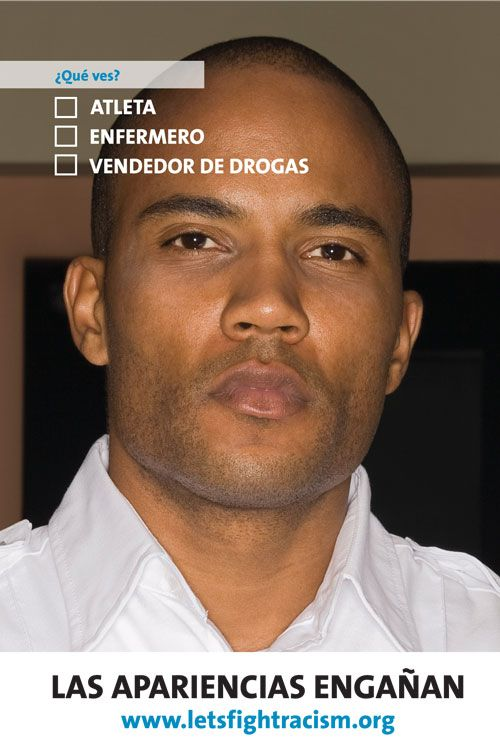 ¿Qué ves?
ATLETA
ENFERMERO
VENDEDOR DE DROGAS
LAS APARIENCIAS ENGAÑAN
www.letsfightracism.org